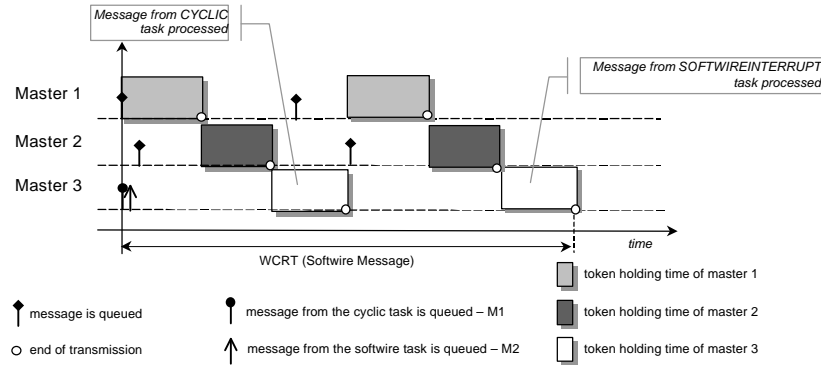 Message from CYCLIC
task processed
Message from SOFTWIREINTERRUPT
task processed
Master 1
Master 2
Master 3
time
WCRT (Softwire Message)
token holding time of master 1
message is queued
message from the cyclic task is queued – M1
token holding time of master 2
end of transmission
message from the softwire task is queued – M2
token holding time of master 3